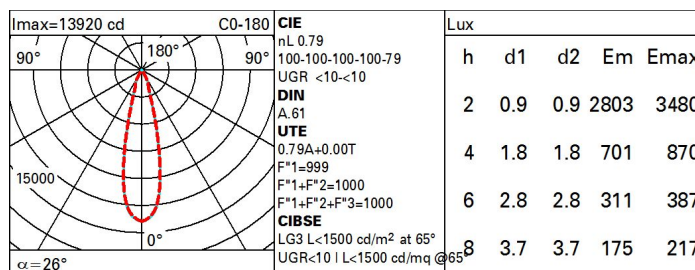 Imax=13920 cd C0-180
90° 180° 90°
15000
0°
α=26°
CIE
nL 0.79
100-100-100-100-79
UGR <10-<10
DIN
A.61
UTE
0.79A+0.00T
F"1=999
F"1+F"2=1000
F"1+F"2+F"3=1000
CIBSE
LG3 L<1500 cd/m² at 65°
UGR<10 | L<1500 cd/mq @65°
Lux
h d1 d2 Em Emax
2 0.9 0.9 2803 3480
4 1.8 1.8 701 870
6 2.8 2.8 311 387
8 3.7 3.7 175 217